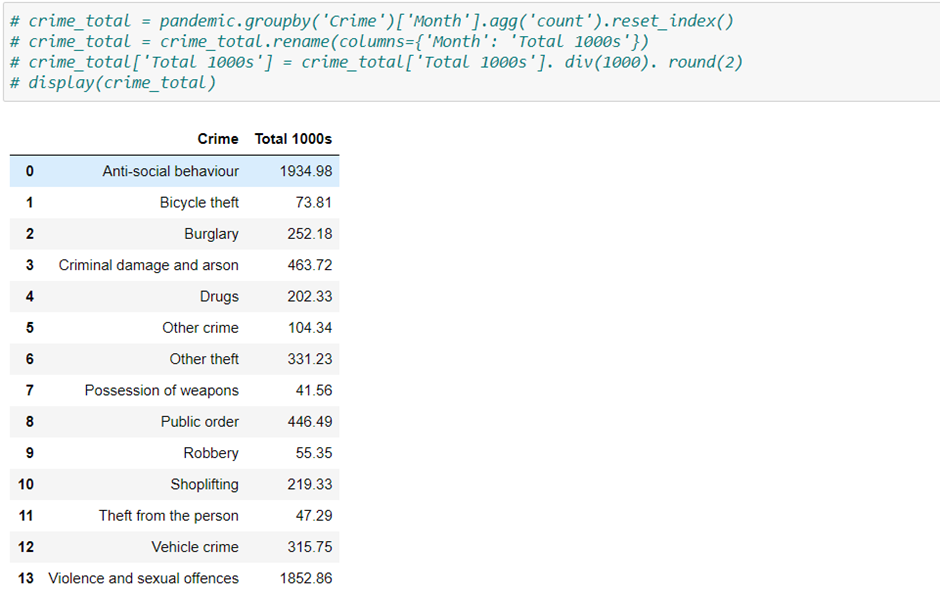 # crime_total = pandemic.groupby('Crime')['Month'].agg('count').reset_index()
# crime_total = crime_total.rename(columns={'Month': 'Total 1000s'})
# crime_total['Total 1000s'] = crime_total['Total 1000s']. div(1000). round(2)
# display(crime_total)
Crime Total 1000s
0 Anti-social behaviour 1934.98
1 Bicycle theft 73.81
2 Burglary 252.18
3 Criminal damage and arson 463.72
4 Drugs 202.33
5 Other crime 104.34
6 Other theft 331.23
7 Possession of weapons 41.56
8 Public order 446.49
9 Robbery 55.35
10 Shoplifting 219.33
11 Theft from the person 47.29
12 Vehicle crime 315.75
13 Violence and sexual offences 1852.86